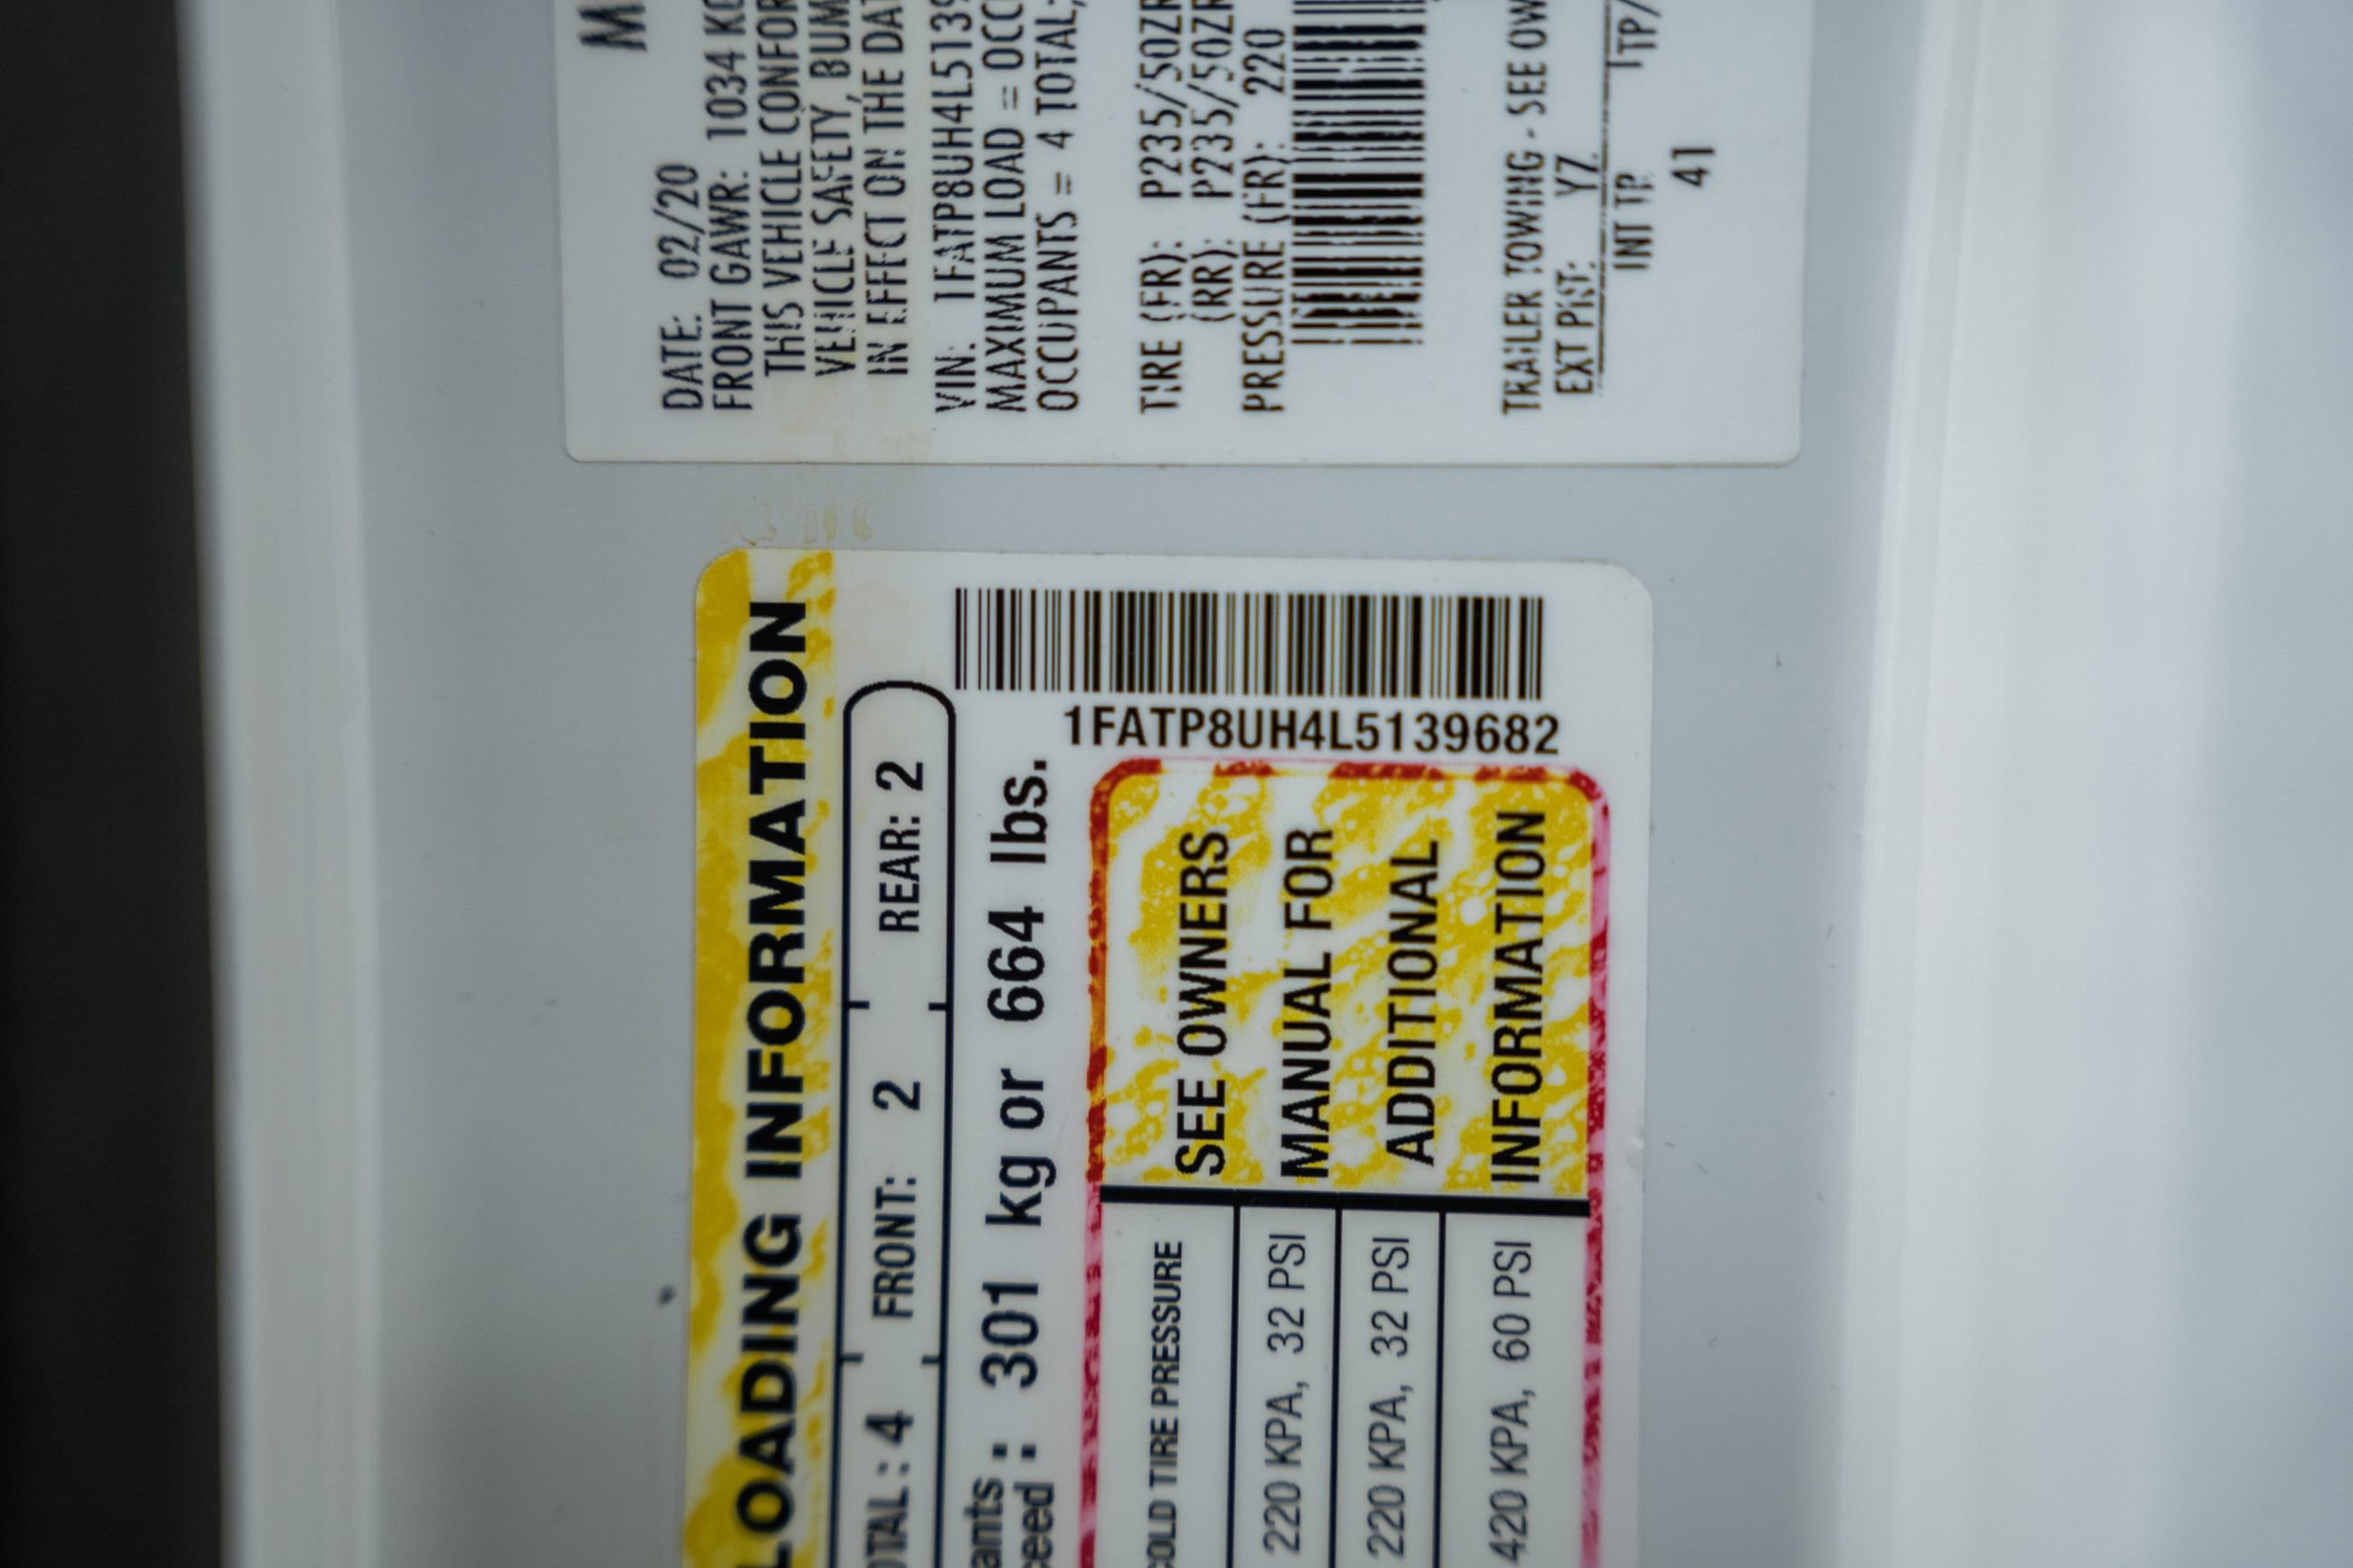 M
DATE: 02/20
FRONT GAWR: 1034 KG
THIS VEHICLE CONFOR
VEHICLE SAFETY, BUM
IN EFFECT ON THE DAT
VIN: 1FATP8UH4L5139
MAXIMUM LOAD = OCC
OCCUPANTS = 4 TOTAL;
TIRE (FR): P235/50ZR
(RR): P235/50ZR
PRESSURE (FR): 220
TRAILER TOWING - SEE OW
EXT PNT: YZ
INT TR TP/
41
LOADING INFORMATION
OTAL : 4 FRONT: 2 REAR: 2
ants
eed : 301 kg or 664 lbs.
1FATP8UH4L5139682
COLD TIRE PRESSURE
220 KPA, 32 PSI
220 KPA, 32 PSI
420 KPA, 60 PSI
SEE OWNERS
MANUAL FOR
ADDITIONAL
INFORMATION